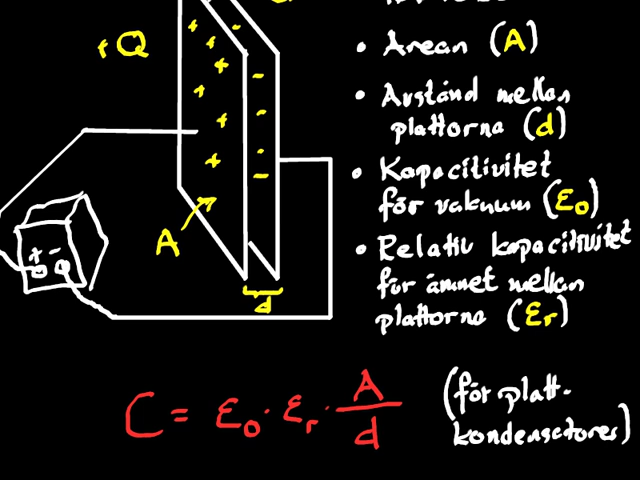 +Q
A
d
+ -
• Arean (A)
• Avstånd mellan
plattorna (d)
• Kapacitivitet
för vakuum (ε₀)
• Relativ kapacitivitet
för ämnet mellan
plattorna (εᵣ)
C = ε₀ · εᵣ · A/d
(för platt-
kondensatorer)